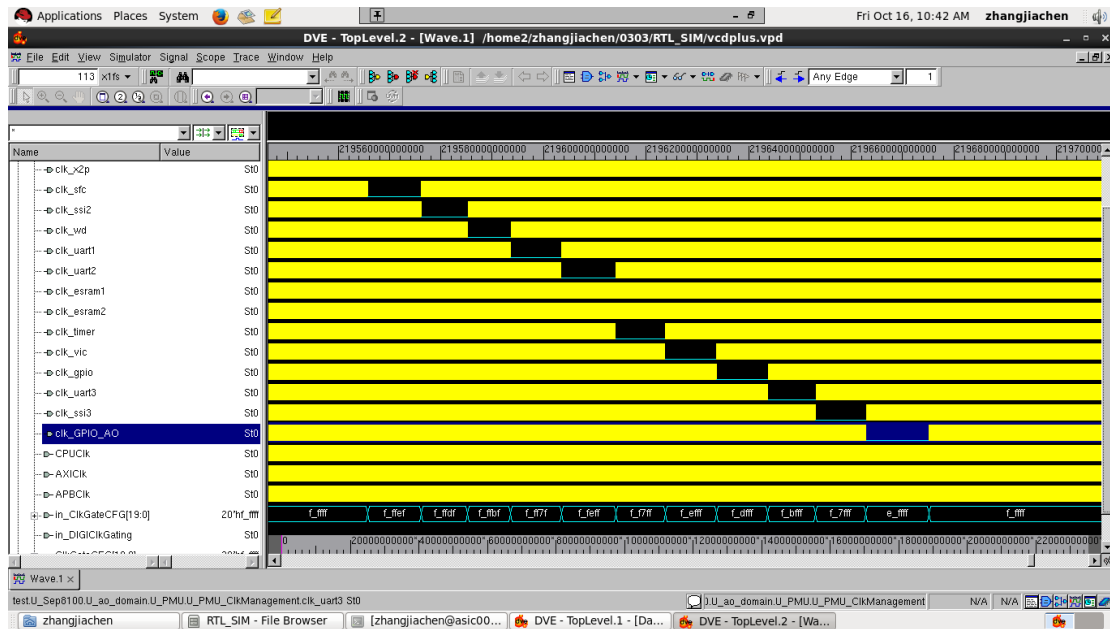 Applications Places System - Fri Oct 16, 10:42 AM zhangjiachen
DVE - TopLevel.2 - [Wave.1] /home2/zhangjiachen/0303/RTL_SIM/vcdplus.vpd
File Edit View Simulator Signal Scope Trace Window Help
113 x1fs Any Edge 1
*
Name Value
219560000000000 219580000000000 219600000000000 219620000000000 219640000000000 219660000000000 219680000000000 21970000
clk_x2p St0
clk_sfc St0
clk_ssi2 St0
clk_wd St0
clk_uart1 St0
clk_uart2 St0
clk_esram1 St0
clk_esram2 St0
clk_timer St0
clk_vic St0
clk_gpio St0
clk_uart3 St0
clk_ssi3 St0
clk_GPIO_AO St0
CPUClk St0
AXIClk St0
APBClk St0
in_ClkGateCFG[19:0] 20'hf_ffff f_ffff f_ffef f_ffdf f_ffbf f_ff7f f_feff f_f7ff f_efff f_dfff f_bfff f_7fff e_ffff f_ffff
in_DIGIClkGating St0
0
Wave.1 ×
test.U_Sep6100.U_ao_domain.U_PMU.U_PMU_ClkManagement.clk_uart3 St0 ).U_ao_domain.U_PMU.U_PMU_ClkManagement N/A N/A
zhangjiachen RTL_SIM - File Browser [zhangjiachen@asic00... DVE - TopLevel.1 - [Da... DVE - TopLevel.2 - [Wa...